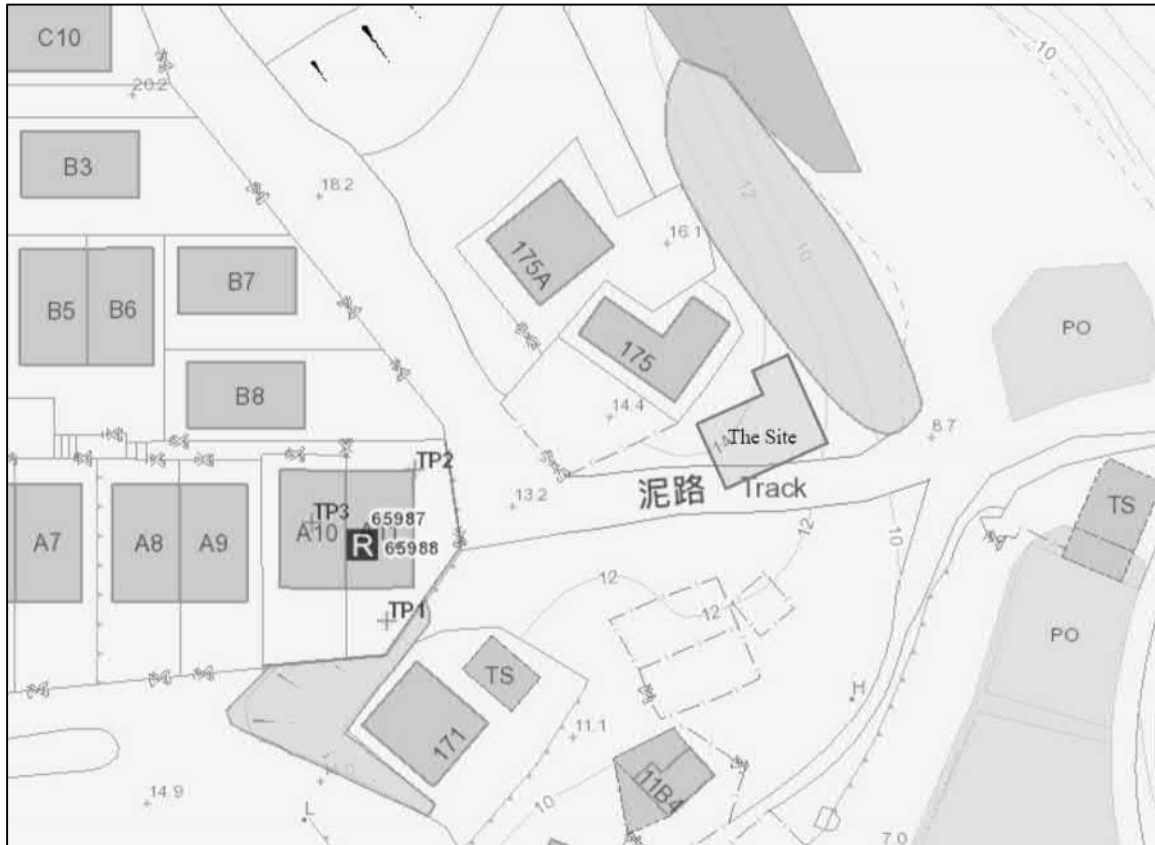 C10
20.2
10
B3
18.2
12
175A
16.1
10
B5
B6
B7
PO
175
B8
14.4
The Site
8.7
TP2
泥路 Track
13.2
TS
A7
A8
A9
A10
TP3
65987
R
65988
12
10
12
12
TP1
PO
TS
H
171
11.1
11B4
14.9
L
10
7.0